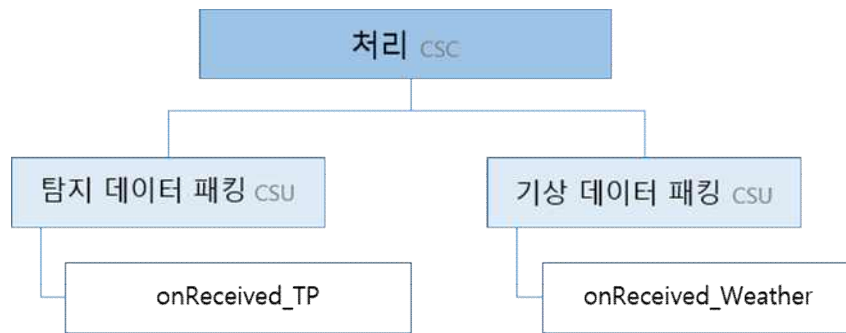 처리 CSC
탐지 데이터 패킹 CSU
기상 데이터 패킹 CSU
onReceived_TP
onReceived_Weather